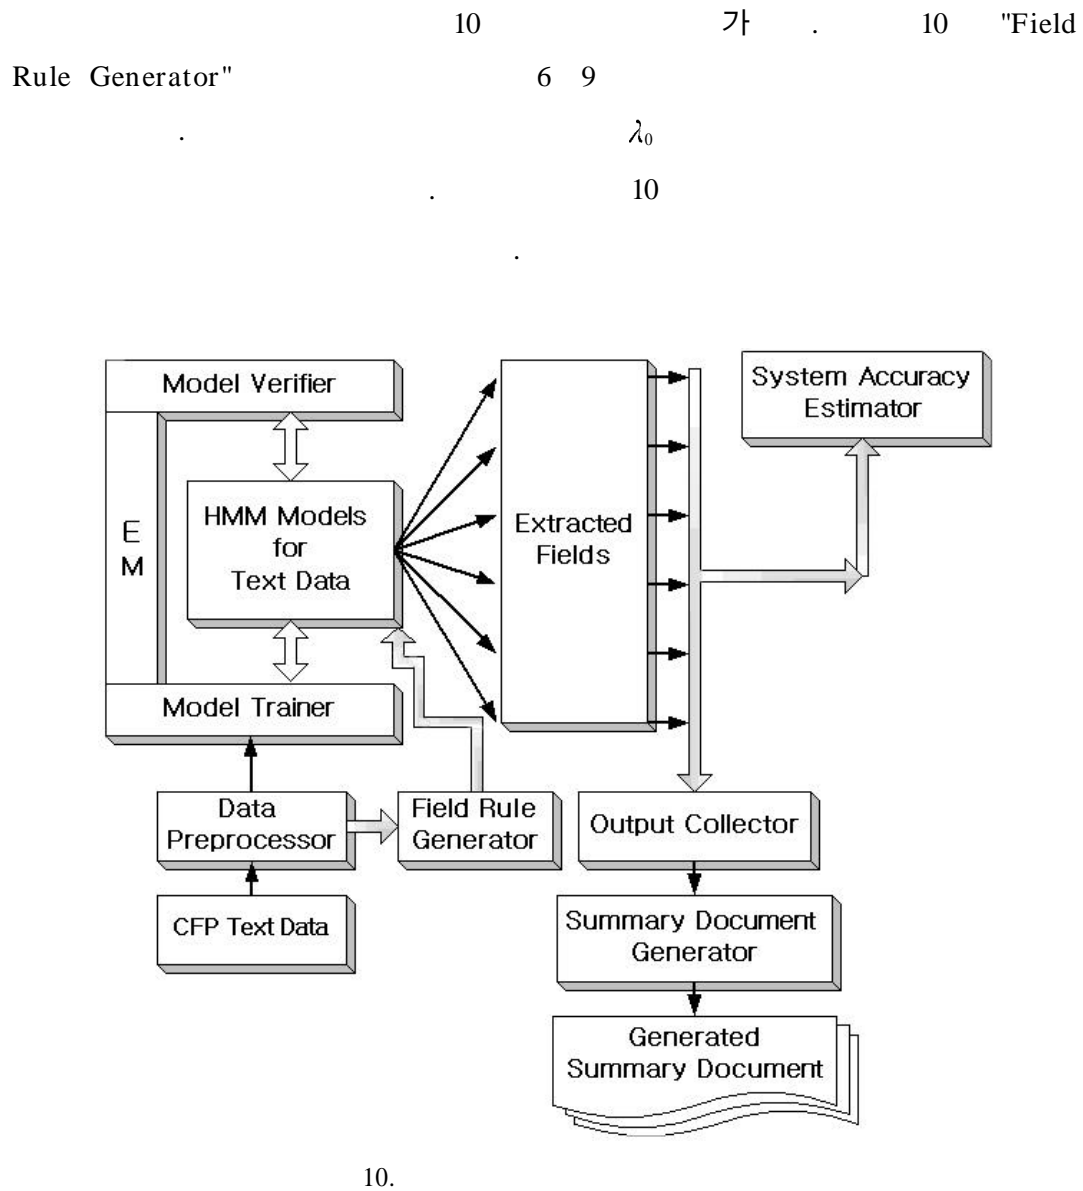 10 가 . 10 "Field
Rule Generator" 6 9
. λ₀
. 10
.
Model Verifier
System Accuracy
Estimator
E
M
HMM Models
for
Text Data
Extracted
Fields
Model Trainer
Data
Preprocessor
Field Rule
Generator
Output Collector
CFP Text Data
Summary Document
Generator
Generated
Summary Document
10.